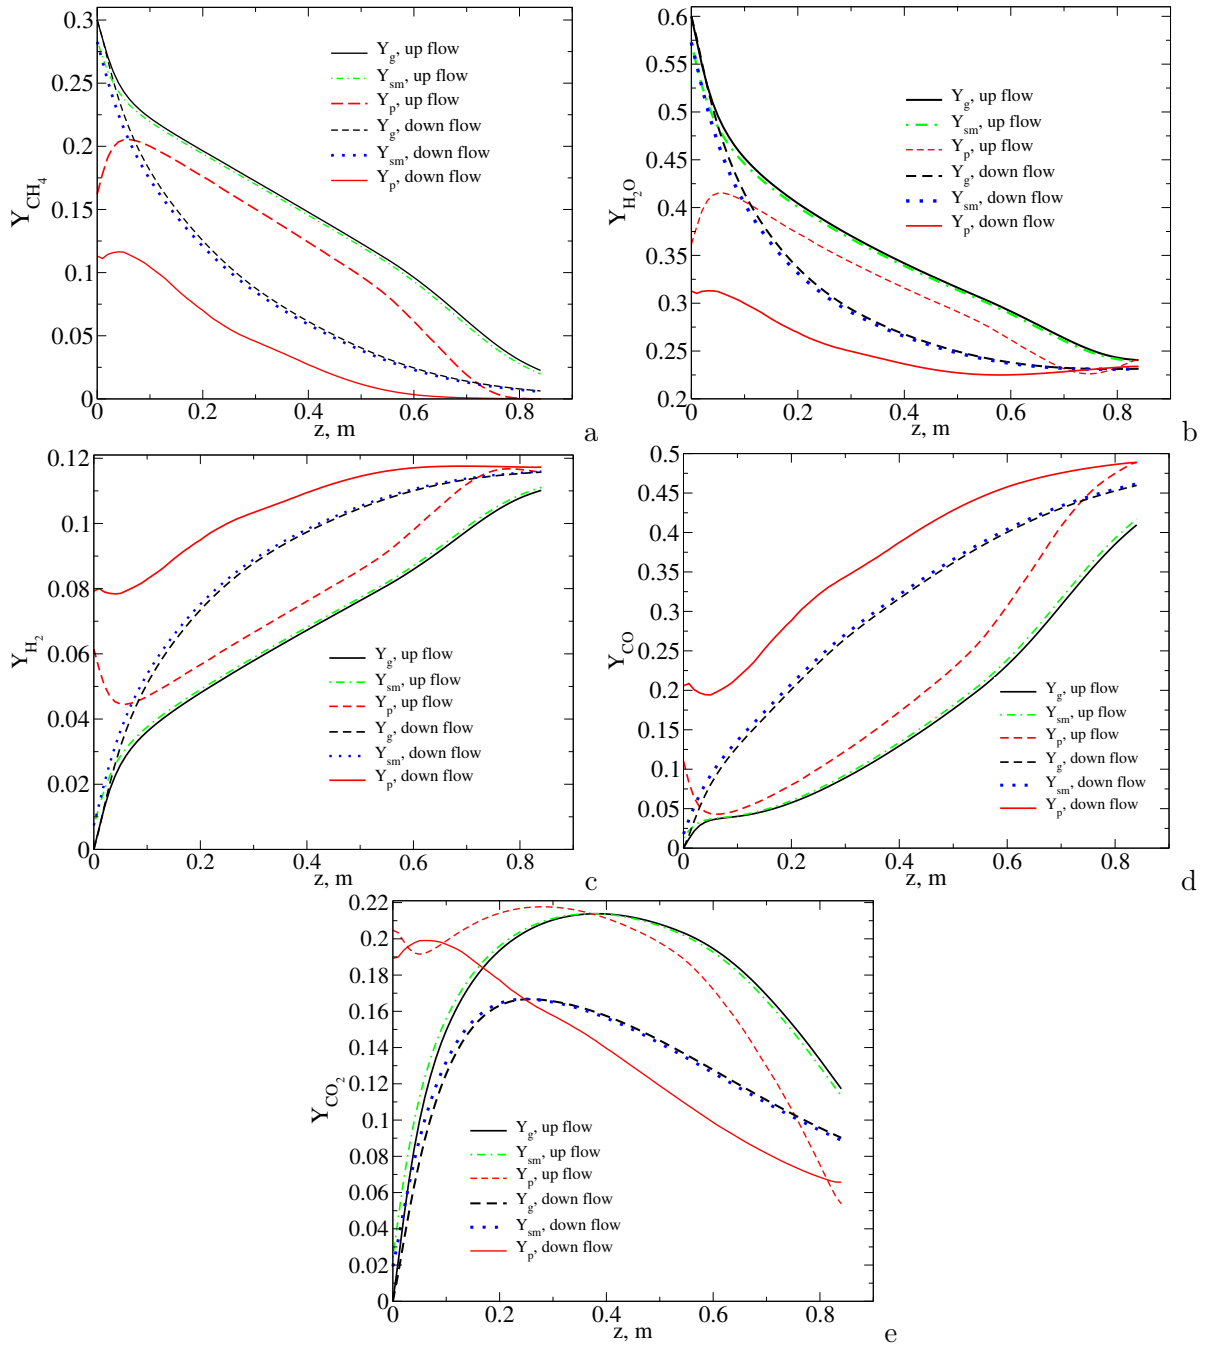 0.3
0.25
0.2
0.15
0.1
0.05
0
Y_CH4
Y_g, up flow
Y_sm, up flow
Y_p, up flow
Y_g, down flow
Y_sm, down flow
Y_p, down flow
0 0.2 0.4 0.6 0.8
z, m
a
0.6
0.55
0.5
0.45
0.4
0.35
0.3
0.25
0.2
Y_H2O
Y_g, up flow
Y_sm, up flow
Y_p, up flow
Y_g, down flow
Y_sm, down flow
Y_p, down flow
0 0.2 0.4 0.6 0.8
z, m
b
0.12
0.1
0.08
0.06
0.04
0.02
0
Y_H2
Y_g, up flow
Y_sm, up flow
Y_p, up flow
Y_g, down flow
Y_sm, down flow
Y_p, down flow
0 0.2 0.4 0.6 0.8
z, m
c
0.5
0.45
0.4
0.35
0.3
0.25
0.2
0.15
0.1
0.05
0
Y_CO
Y_g, up flow
Y_sm, up flow
Y_p, up flow
Y_g, down flow
Y_sm, down flow
Y_p, down flow
0 0.2 0.4 0.6 0.8
z, m
d
0.22
0.2
0.18
0.16
0.14
0.12
0.1
0.08
0.06
0.04
0.02
0
Y_CO2
Y_g, up flow
Y_sm, up flow
Y_p, up flow
Y_g, down flow
Y_sm, down flow
Y_p, down flow
0 0.2 0.4 0.6 0.8
z, m
e